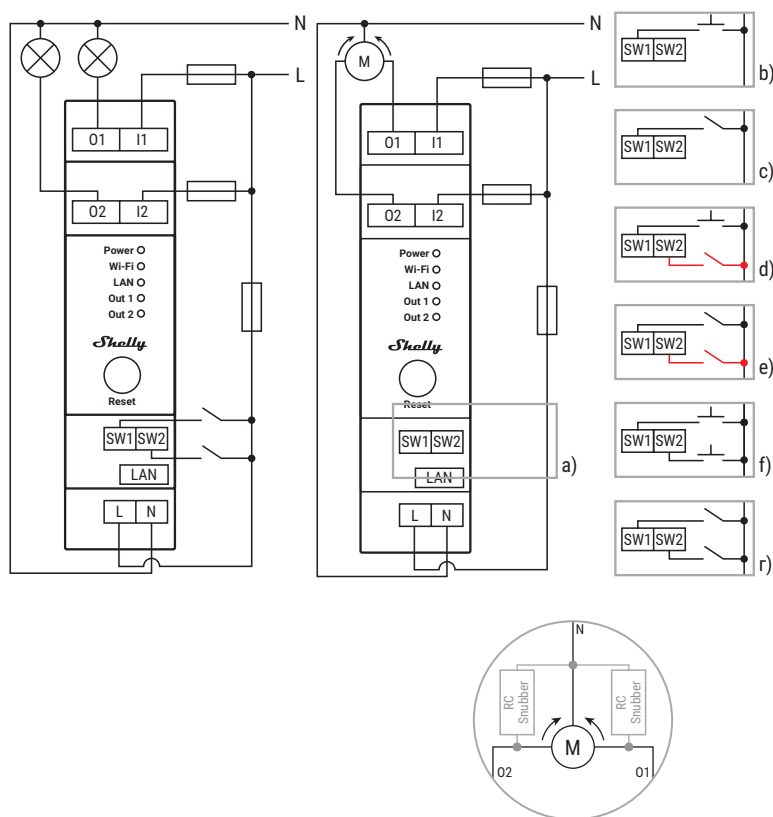 N
L
O1 I1
O2 I2
Power
Wi-Fi
LAN
Out 1
Out 2
Shelly
Reset
SW1 SW2
LAN
L N
N
L
M
O1 I1
O2 I2
Power
Wi-Fi
LAN
Out 1
Out 2
Shelly
Reset
SW1 SW2
LAN
a)
L N
SW1 SW2
b)
SW1 SW2
c)
SW1 SW2
d)
SW1 SW2
e)
SW1 SW2
f)
SW1 SW2
г)
N
RC
Snubber
RC
Snubber
M
O2
O1